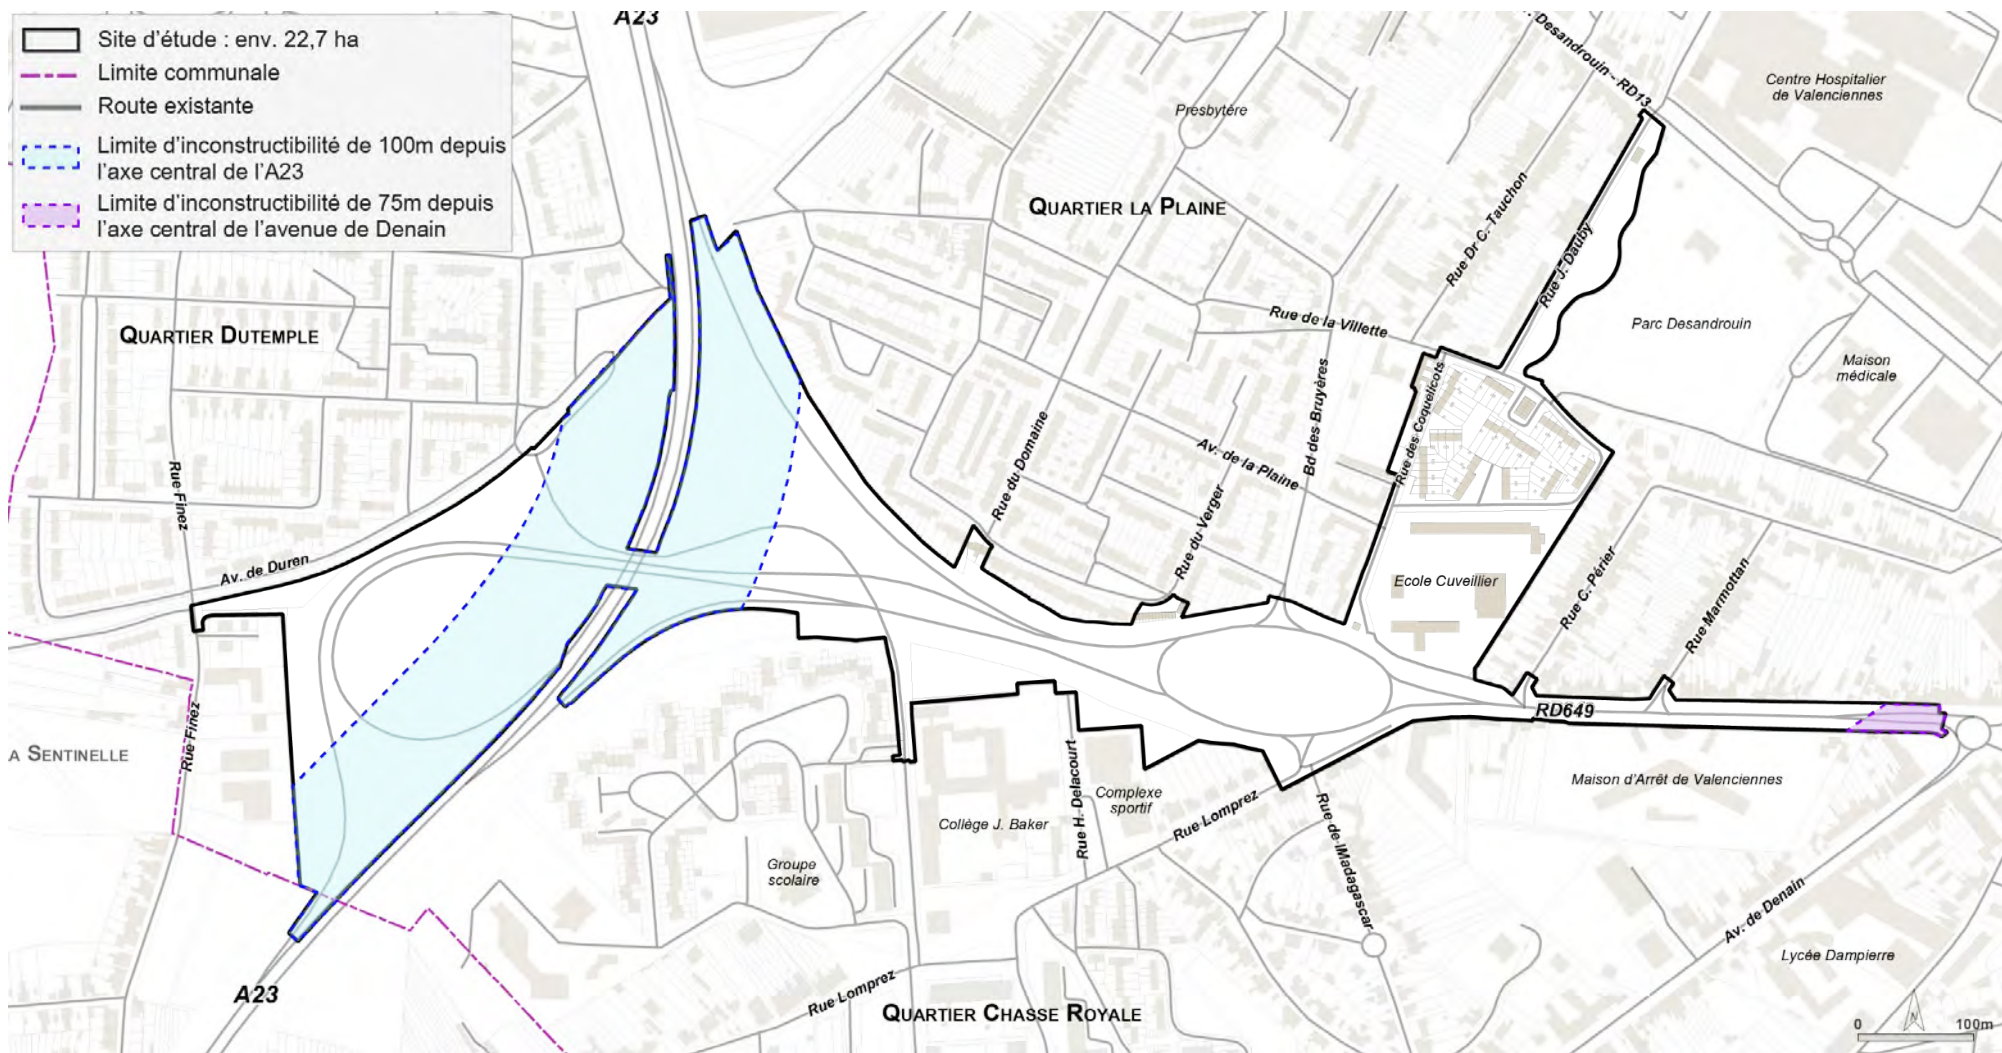 Site d'étude : env. 22,7 ha
Limite communale
Route existante
Limite d'inconstructibilité de 100m depuis
l'axe central de l'A23
Limite d'inconstructibilité de 75m depuis
l'axe central de l'avenue de Denain
A23
Desandrouin - RD13
Centre Hospitalier
de Valenciennes
Presbytère
QUARTIER LA PLAINE
Rue Dr C. Tauchon
Rue J. Dauby
Parc Desandrouin
Maison
médicale
QUARTIER DUTEMPLE
Rue de la Villette
Rue des Coquelicots
Bd des Bruyères
Av. de la Plaine
Rue du Domaine
Rue du Verger
Rue Finez
Av. de Duren
Ecole Cuveillier
Rue C. Périer
Rue Marmottan
RD649
A SENTINELLE
Rue Finez
Maison d'Arrêt de Valenciennes
Collège J. Baker
Rue H. Delacourt
Complexe
sportif
Rue Lomprez
Rue de lMadagascar
Groupe
scolaire
Av. de Denain
Lycée Dampierre
A23
Rue Lomprez
QUARTIER CHASSE ROYALE
N
0 100m